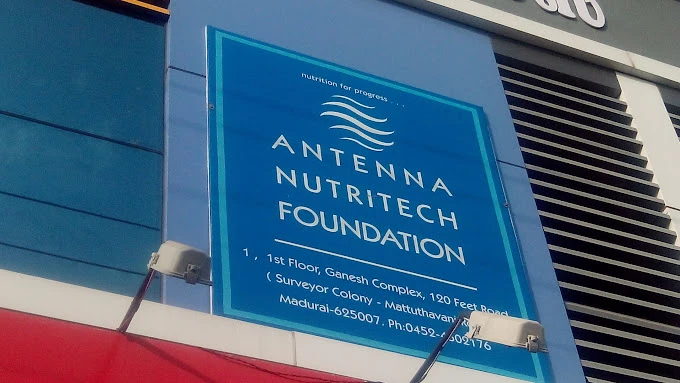 nutrition for progress . . .
ANTENNA
NUTRITECH
FOUNDATION
1 , 1st Floor, Ganesh Complex, 120 Feet Road
( Surveyor Colony - Mattuthavani
Madurai-625007. Ph:0452-